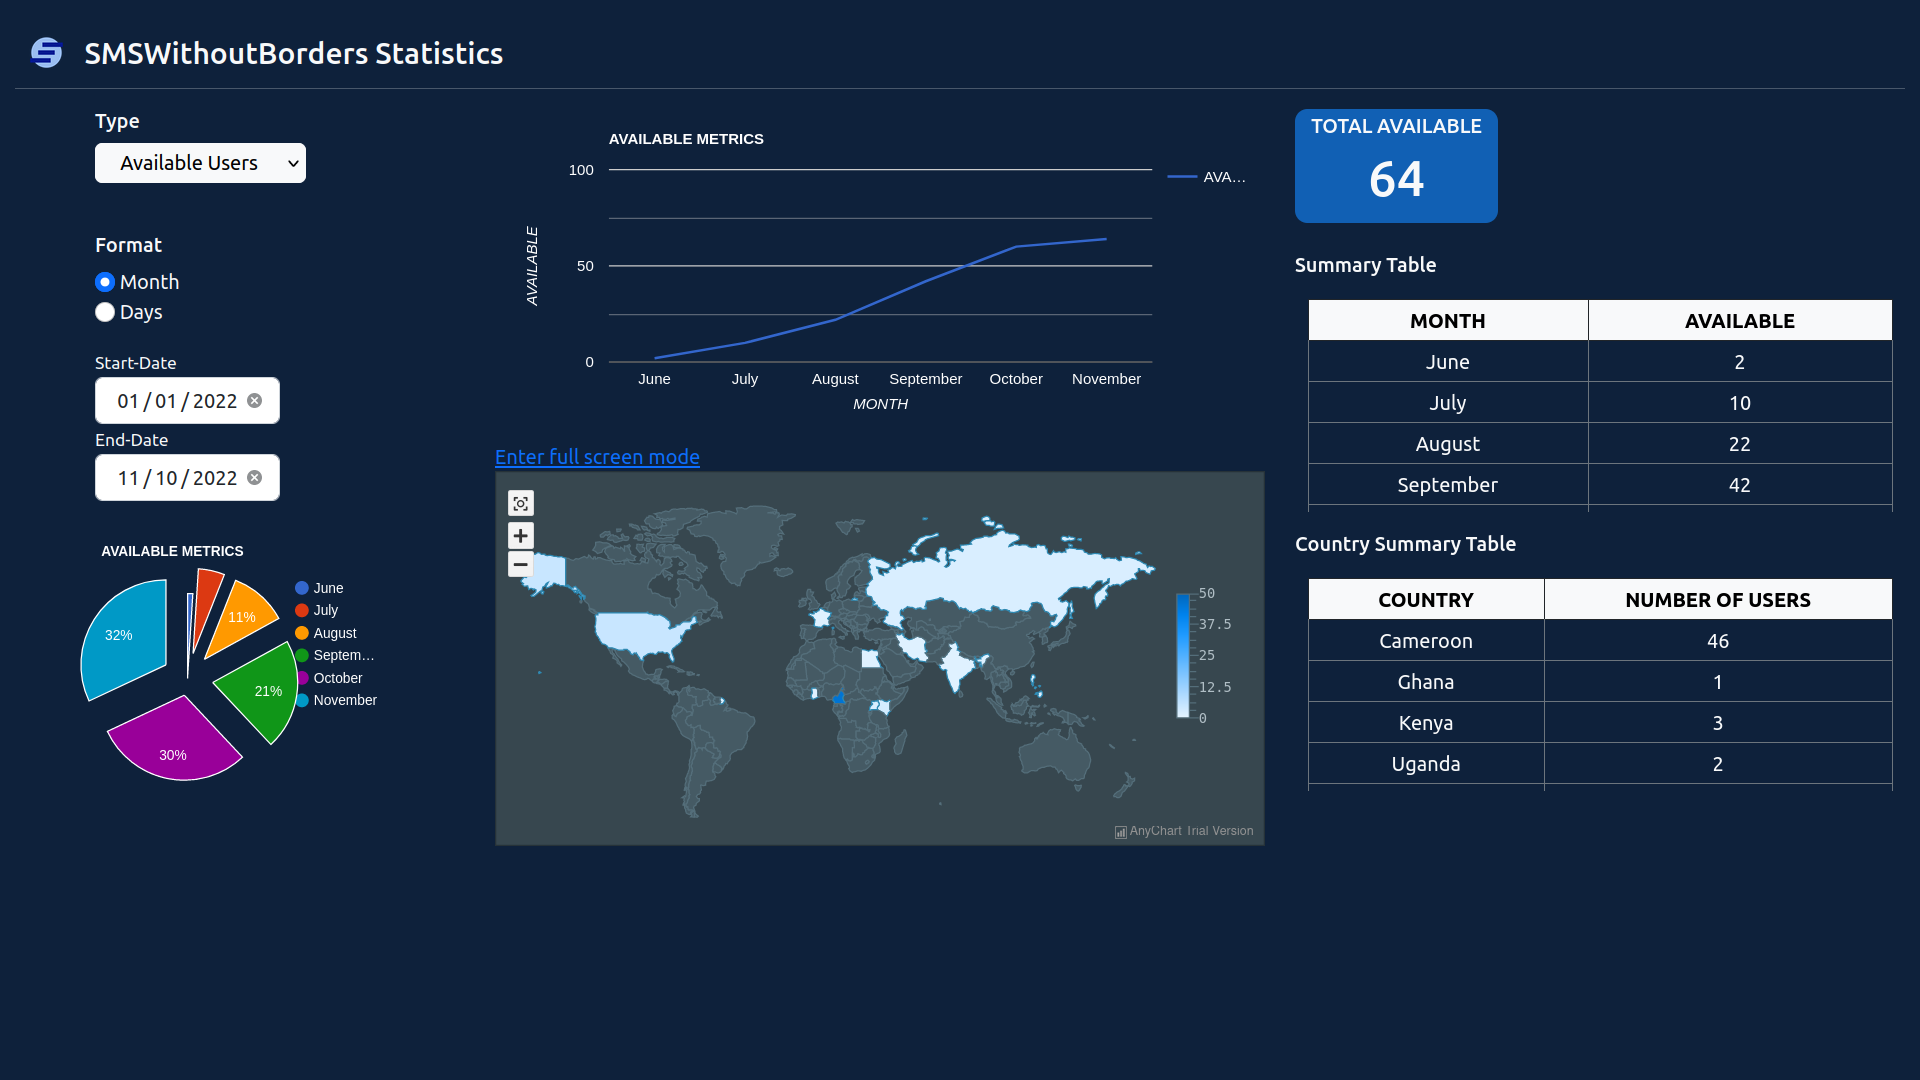 SMSWithoutBorders Statistics
Type
Available Users
Format
Month
Days
Start-Date
01/01/2022
End-Date
11/10/2022
AVAILABLE METRICS
32%
11%
21%
30%
June
July
August
Septem...
October
November
AVAILABLE METRICS
100
50
0
AVAILABLE
AVA...
June July August September October November
MONTH
Enter full screen mode
50
37.5
25
12.5
0
AnyChart Trial Version
TOTAL AVAILABLE
64
Summary Table
MONTH AVAILABLE
June 2
July 10
August 22
September 42
Country Summary Table
COUNTRY NUMBER OF USERS
Cameroon 46
Ghana 1
Kenya 3
Uganda 2